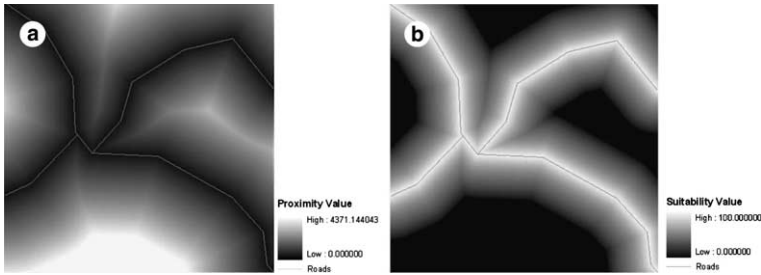 a
b
Proximity Value
High : 4371.144043
Low : 0.000000
Roads
Suitability Value
High : 100.000000
Low : 0.000000
Roads